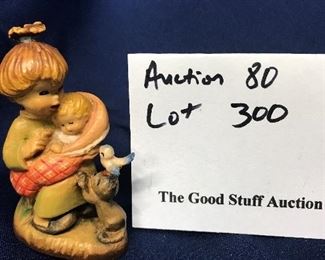 Auction 80
Lot 300
The Good Stuff Auction